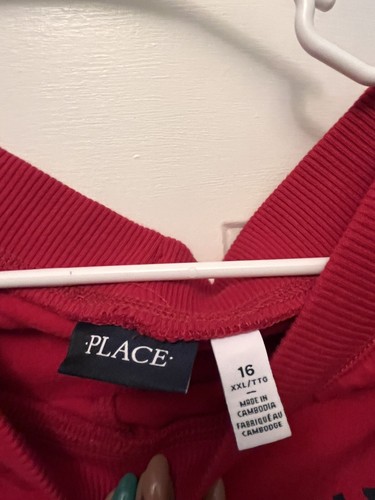 ·PLACE·
16
XXL/TTG
—
MADE IN
CAMBODIA
FABRIQUÉ AU
CAMBODGE